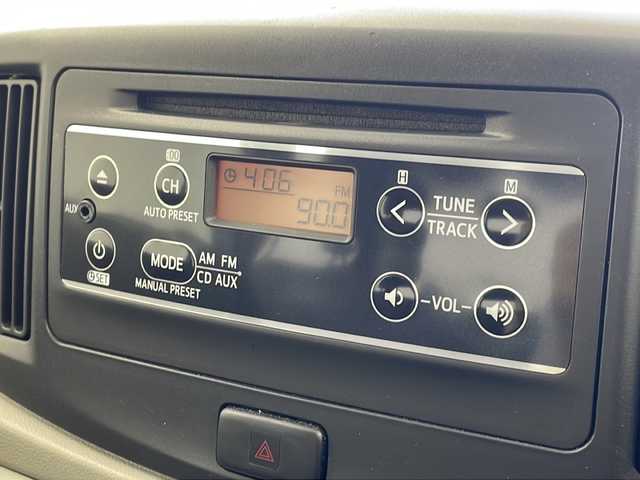 :00
CH
AUTO PRESET
AUX
SET
MODE
MANUAL PRESET
AM FM
CD AUX
4:06
FM
90.0
H
M
TUNE
TRACK
-VOL-